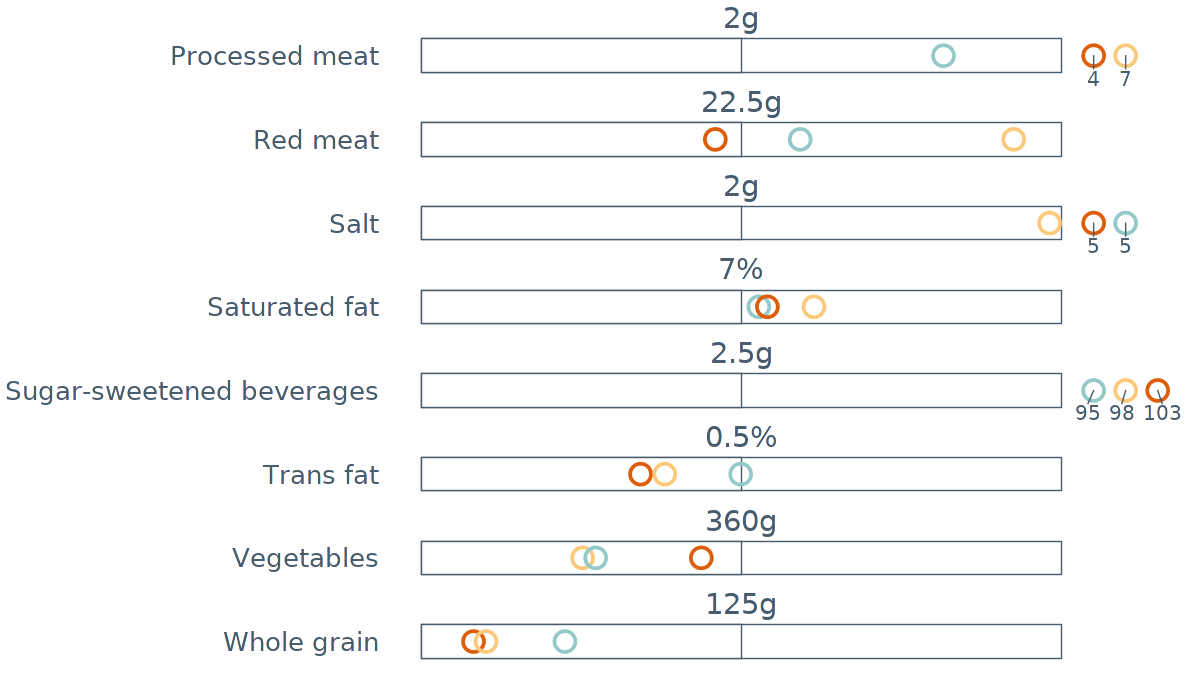 2g
Processed meat
4 7
22.5g
Red meat
2g
Salt
5 5
7%
Saturated fat
2.5g
Sugar-sweetened beverages
95 98 103
0.5%
Trans fat
360g
Vegetables
125g
Whole grain